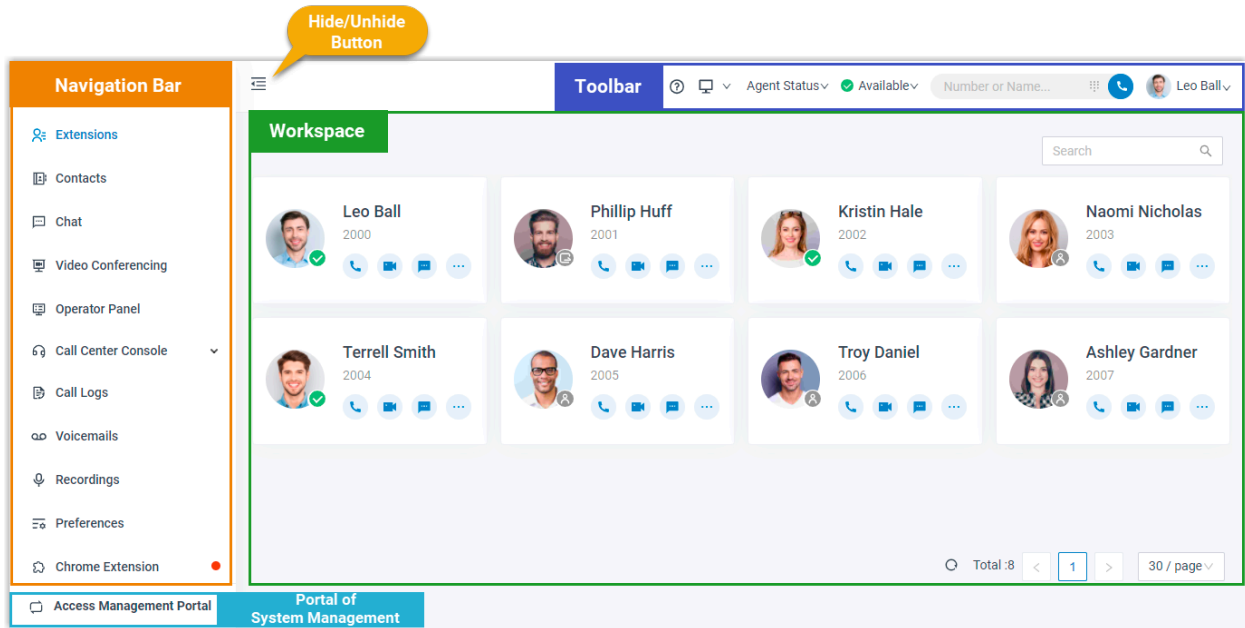 Hide/Unhide
Button
Navigation Bar
Toolbar
Agent Status
Available
Number or Name...
Leo Ball
Extensions
Contacts
Chat
Video Conferencing
Operator Panel
Call Center Console
Call Logs
Voicemails
Recordings
Preferences
Chrome Extension
Access Management Portal
Portal of
System Management
Workspace
Search
Leo Ball
2000
Phillip Huff
2001
Kristin Hale
2002
Naomi Nicholas
2003
Terrell Smith
2004
Dave Harris
2005
Troy Daniel
2006
Ashley Gardner
2007
Total :8 < 1 > 30 / page